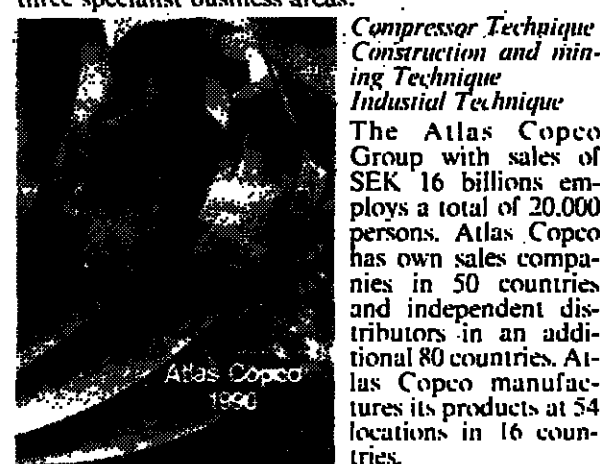 three specialist business areas.
Compressor Technique
Construction and min-
ing Technique
Industial Technique
The Atlas Copco
Group with sales of
SEK 16 billions em-
ploys a total of 20.000
persons. Atlas Copco
has own sales compa-
nies in 50 countries
and independent dis-
tributors in an addi-
tional 80 countries. At-
las Copco manufac-
tures its products at 54
locations in 16 coun-
tries.
Atlas Copco
1990